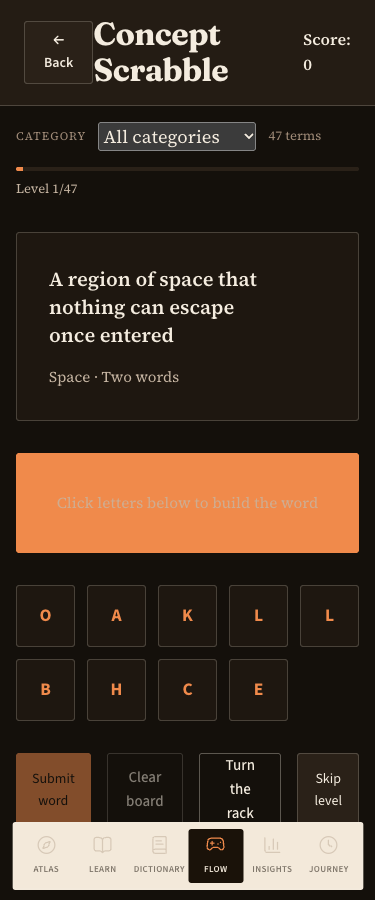 ←
Back
Concept
Scrabble
Score:
0
CATEGORY All categories 47 terms
Level 1/47
A region of space that
nothing can escape
once entered
Space · Two words
Click letters below to build the word
O A K L L
B H C E
Submit
word
Clear
board
Turn
the
rack
Skip
level
ATLAS LEARN DICTIONARY FLOW INSIGHTS JOURNEY